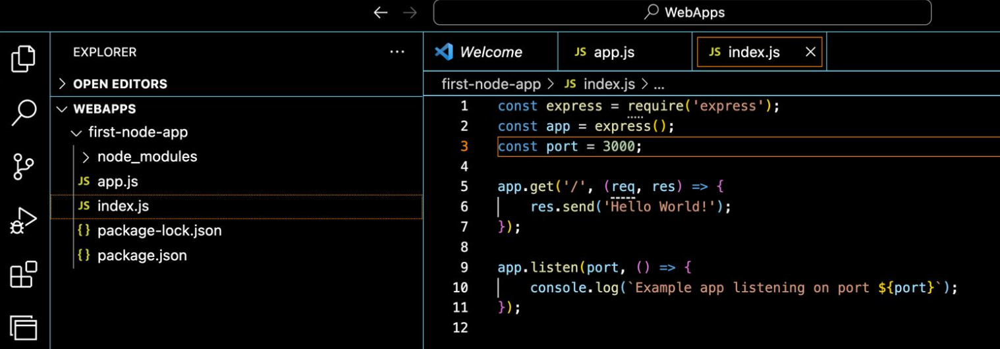 WebApps
EXPLORER
...
OPEN EDITORS
WEBAPPS
first-node-app
node_modules
JS app.js
JS index.js
{} package-lock.json
{} package.json
Welcome
JS app.js
JS index.js
first-node-app > JS index.js > ...
1 const express = require('express');
2 const app = express();
3 const port = 3000;
4
5 app.get('/', (req, res) => {
6     res.send('Hello World!');
7 });
8
9 app.listen(port, () => {
10     console.log(`Example app listening on port ${port}`);
11 });
12